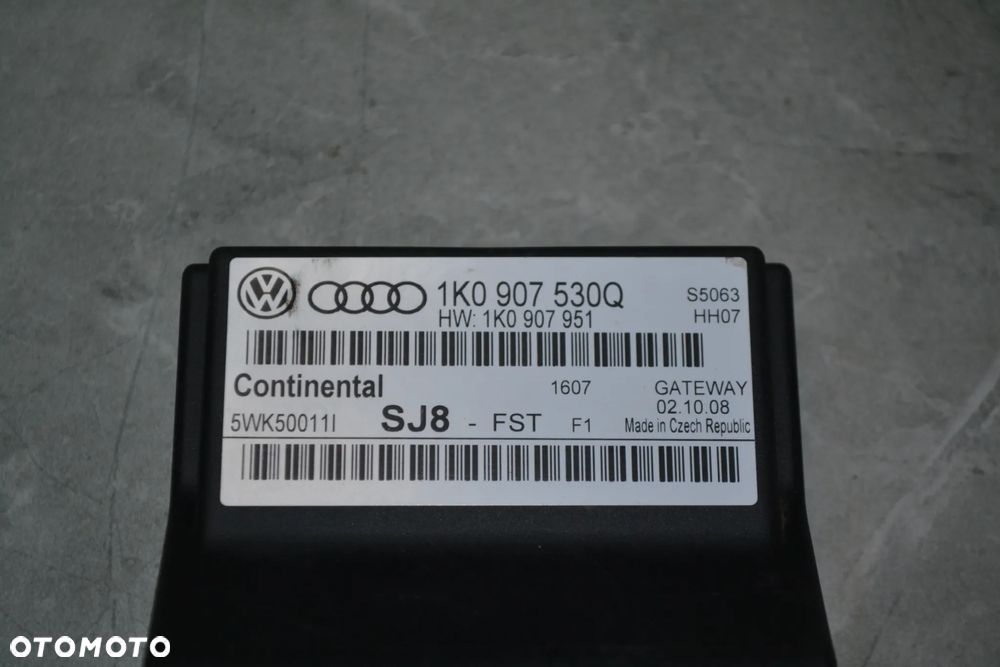 1K0 907 530Q S5063
HW: 1K0 907 951 HH07
Continental 1607 GATEWAY
02.10.08
5WK50011I SJ8 - FST F1 Made in Czech Republic
OTOMOTO